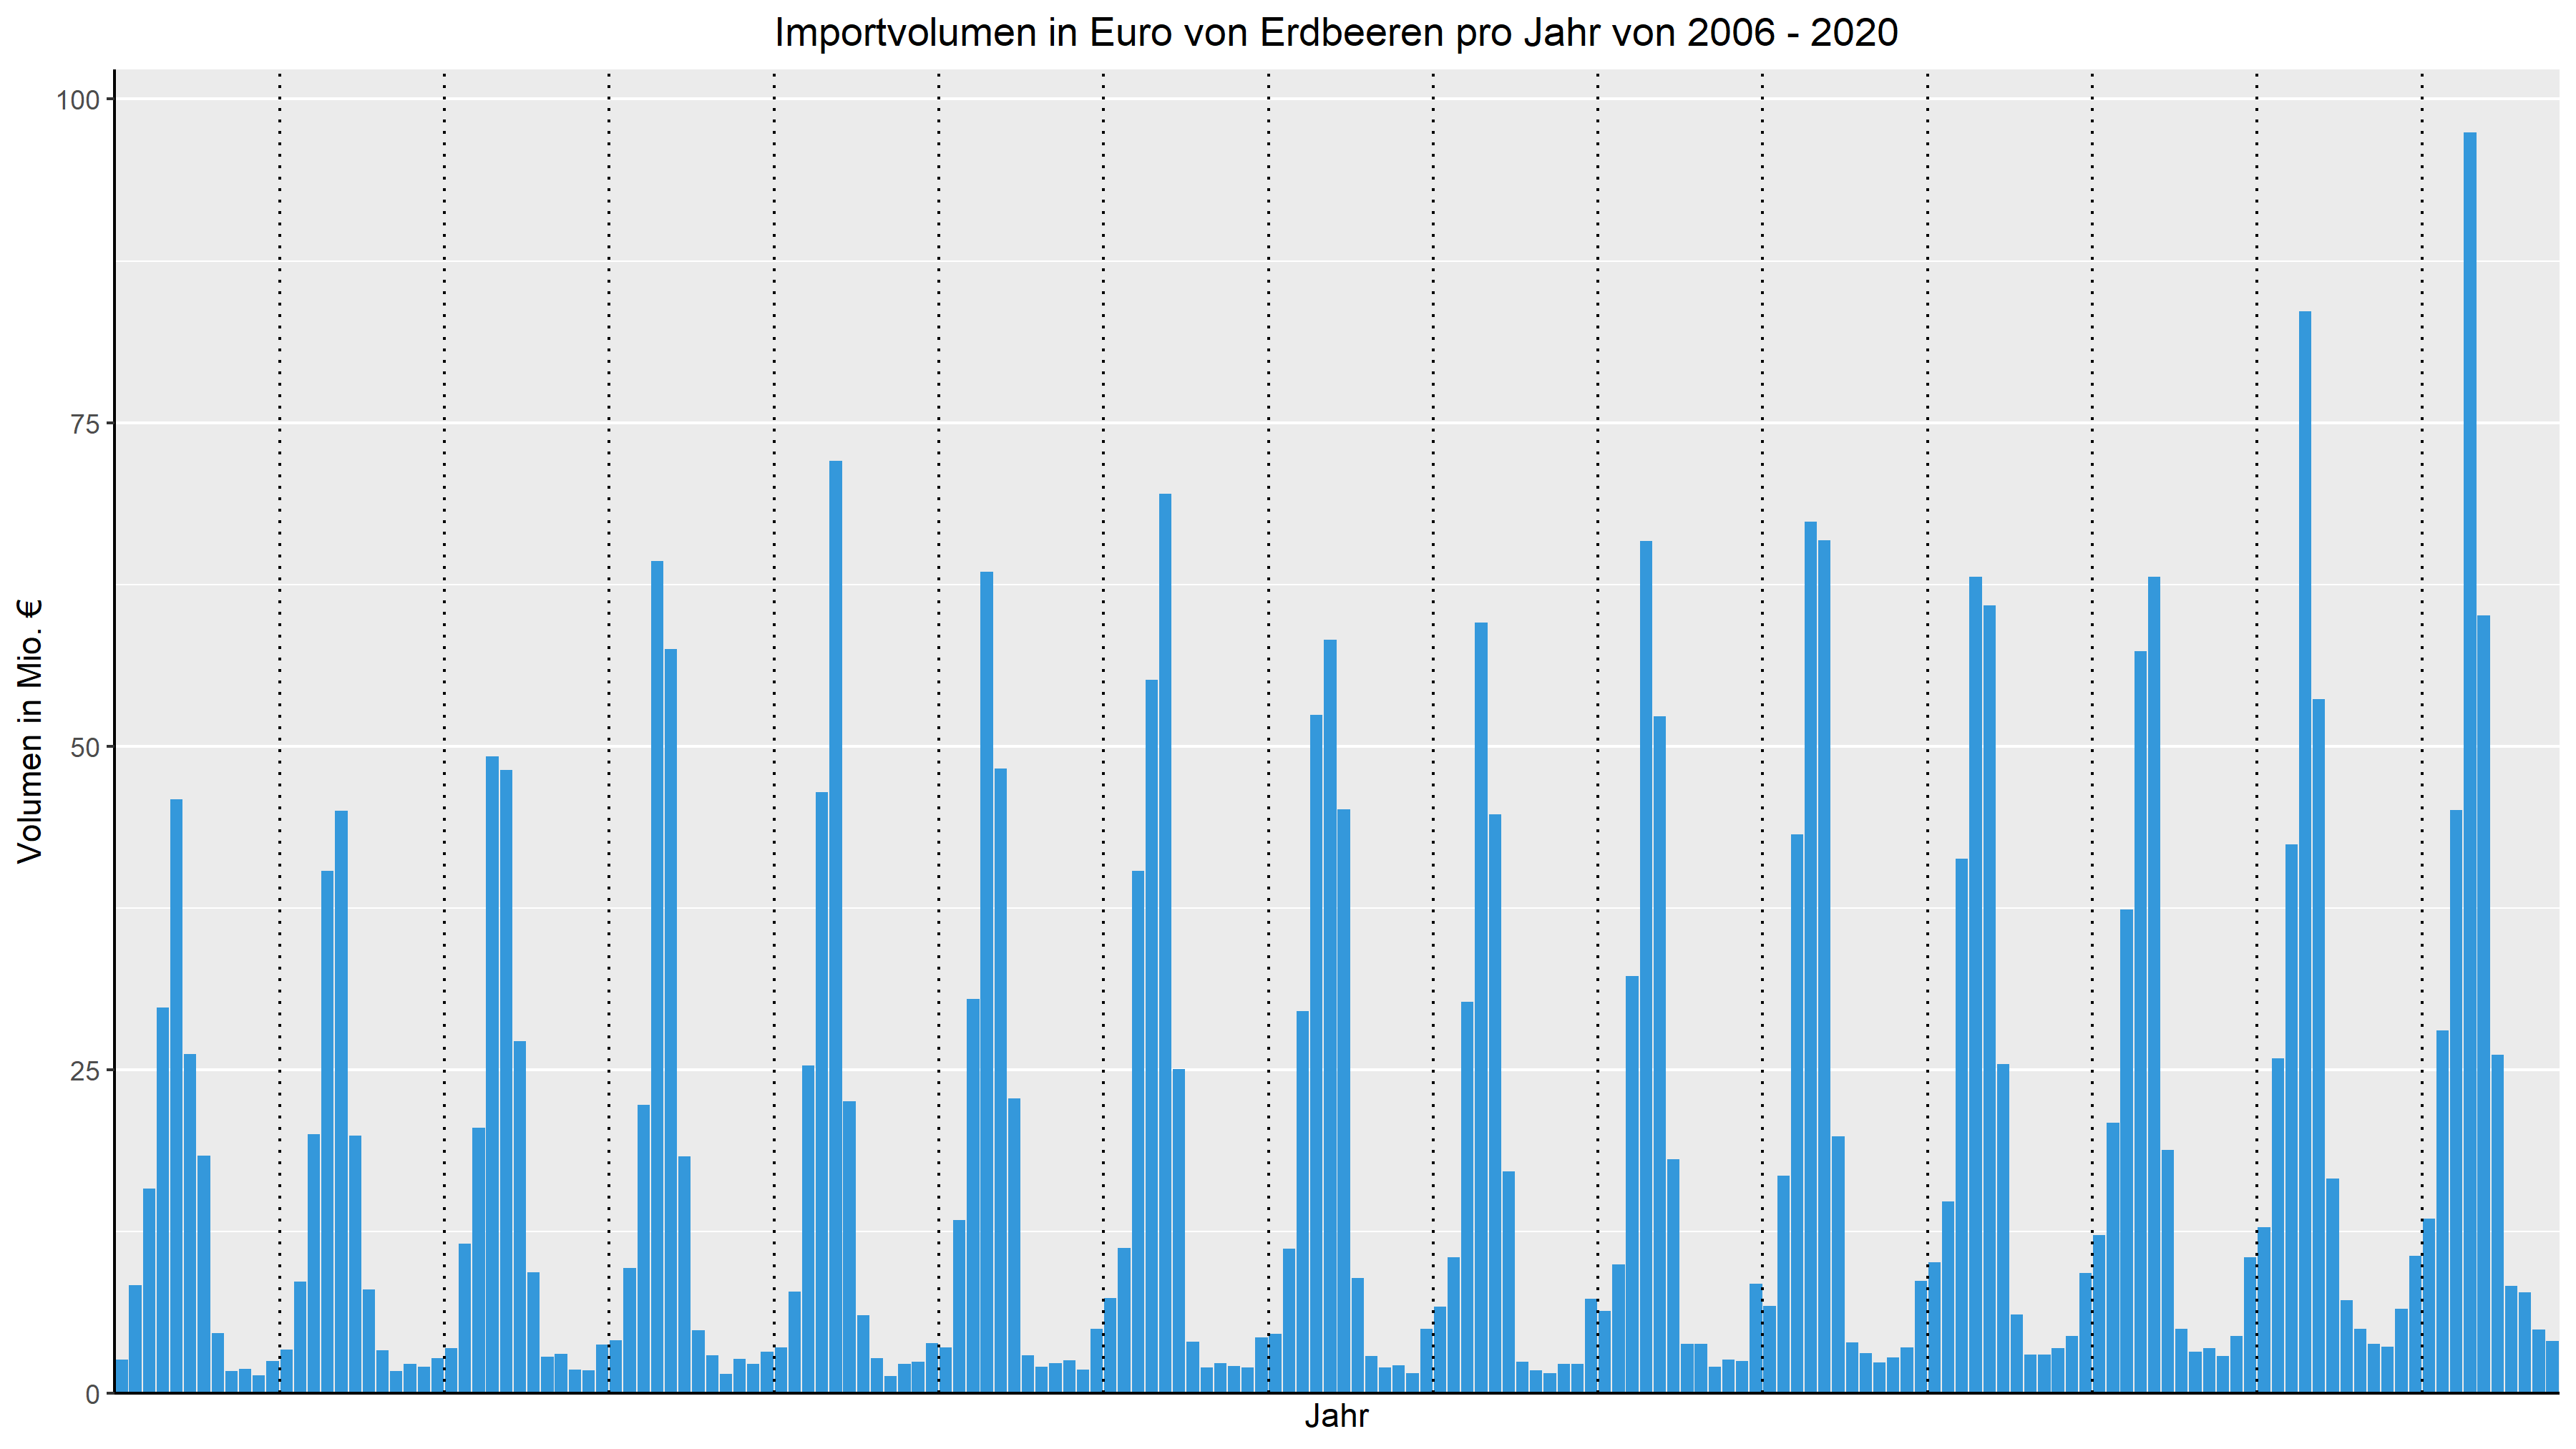 Importvolumen in Euro von Erdbeeren pro Jahr von 2006 - 2020
100
75
50
25
0
Volumen in Mio. €
Jahr